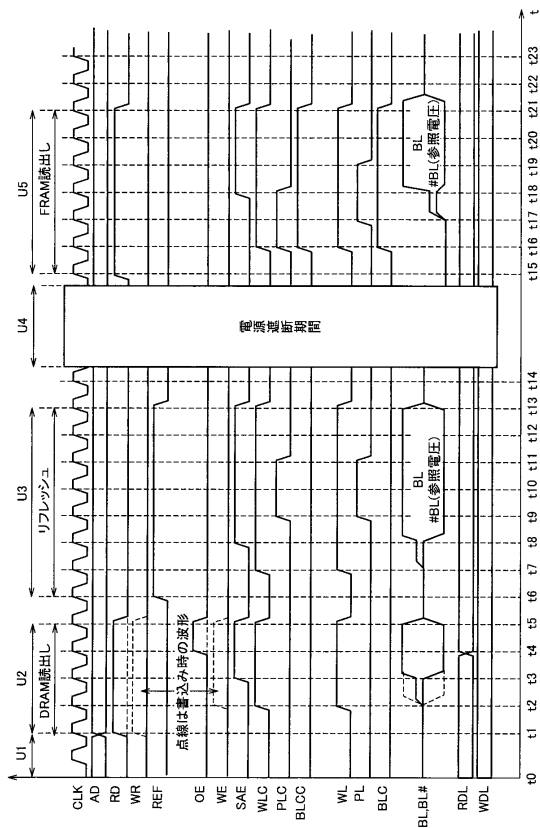 U1
U2
U3
U4
U5
DRAM読出し
リフレッシュ
FRAM読出し
CLK
AD
RD
WR
REF
点線は書込み時の波形
電源遮断期間
OE
WE
SAE
WLC
PLC
BLCC
WL
PL
BLC
BL,BL#
BL
#BL(参照電圧)
BL
#BL(参照電圧)
RDL
WDL
t0
t1
t2
t3
t4
t5
t6
t7
t8
t9
t10
t11
t12
t13
t14
t15
t16
t17
t18
t19
t20
t21
t22
t23
t